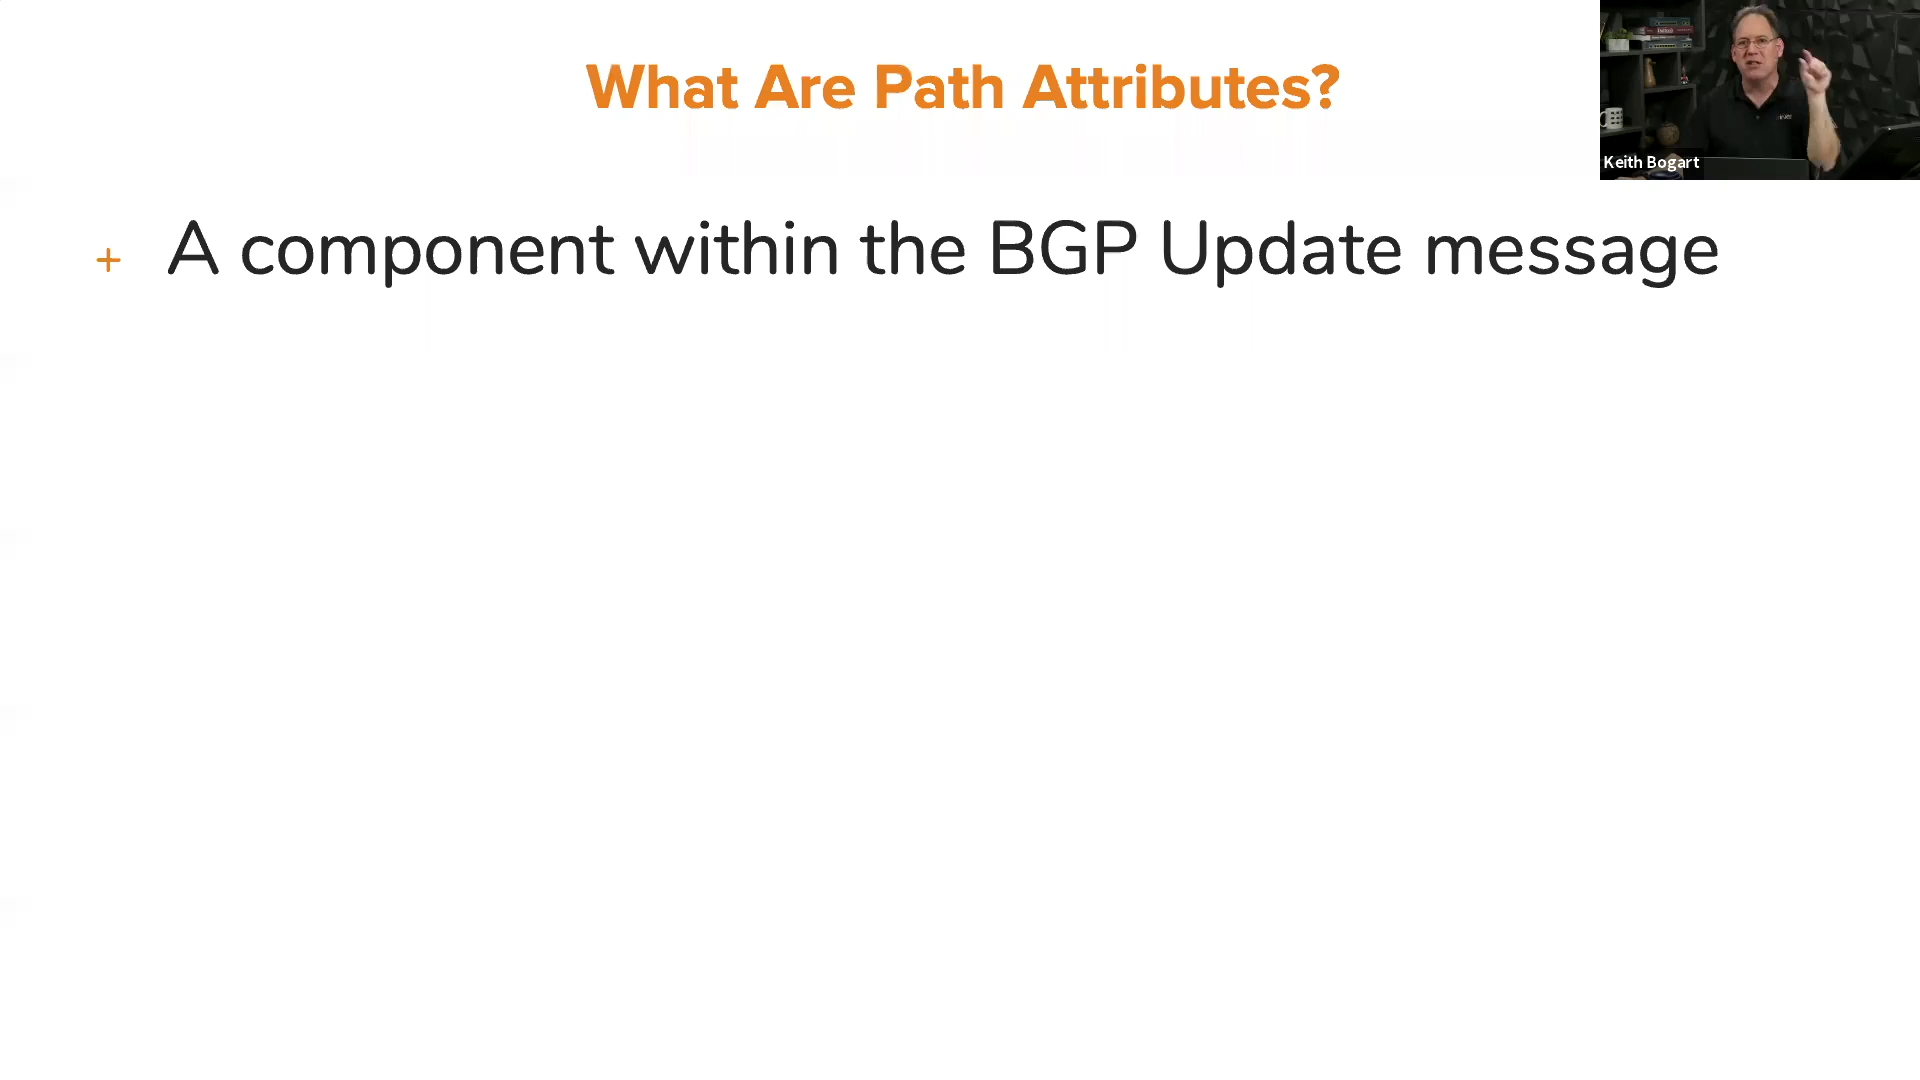 What Are Path Attributes?
Keith Bogart
+ A component within the BGP Update message